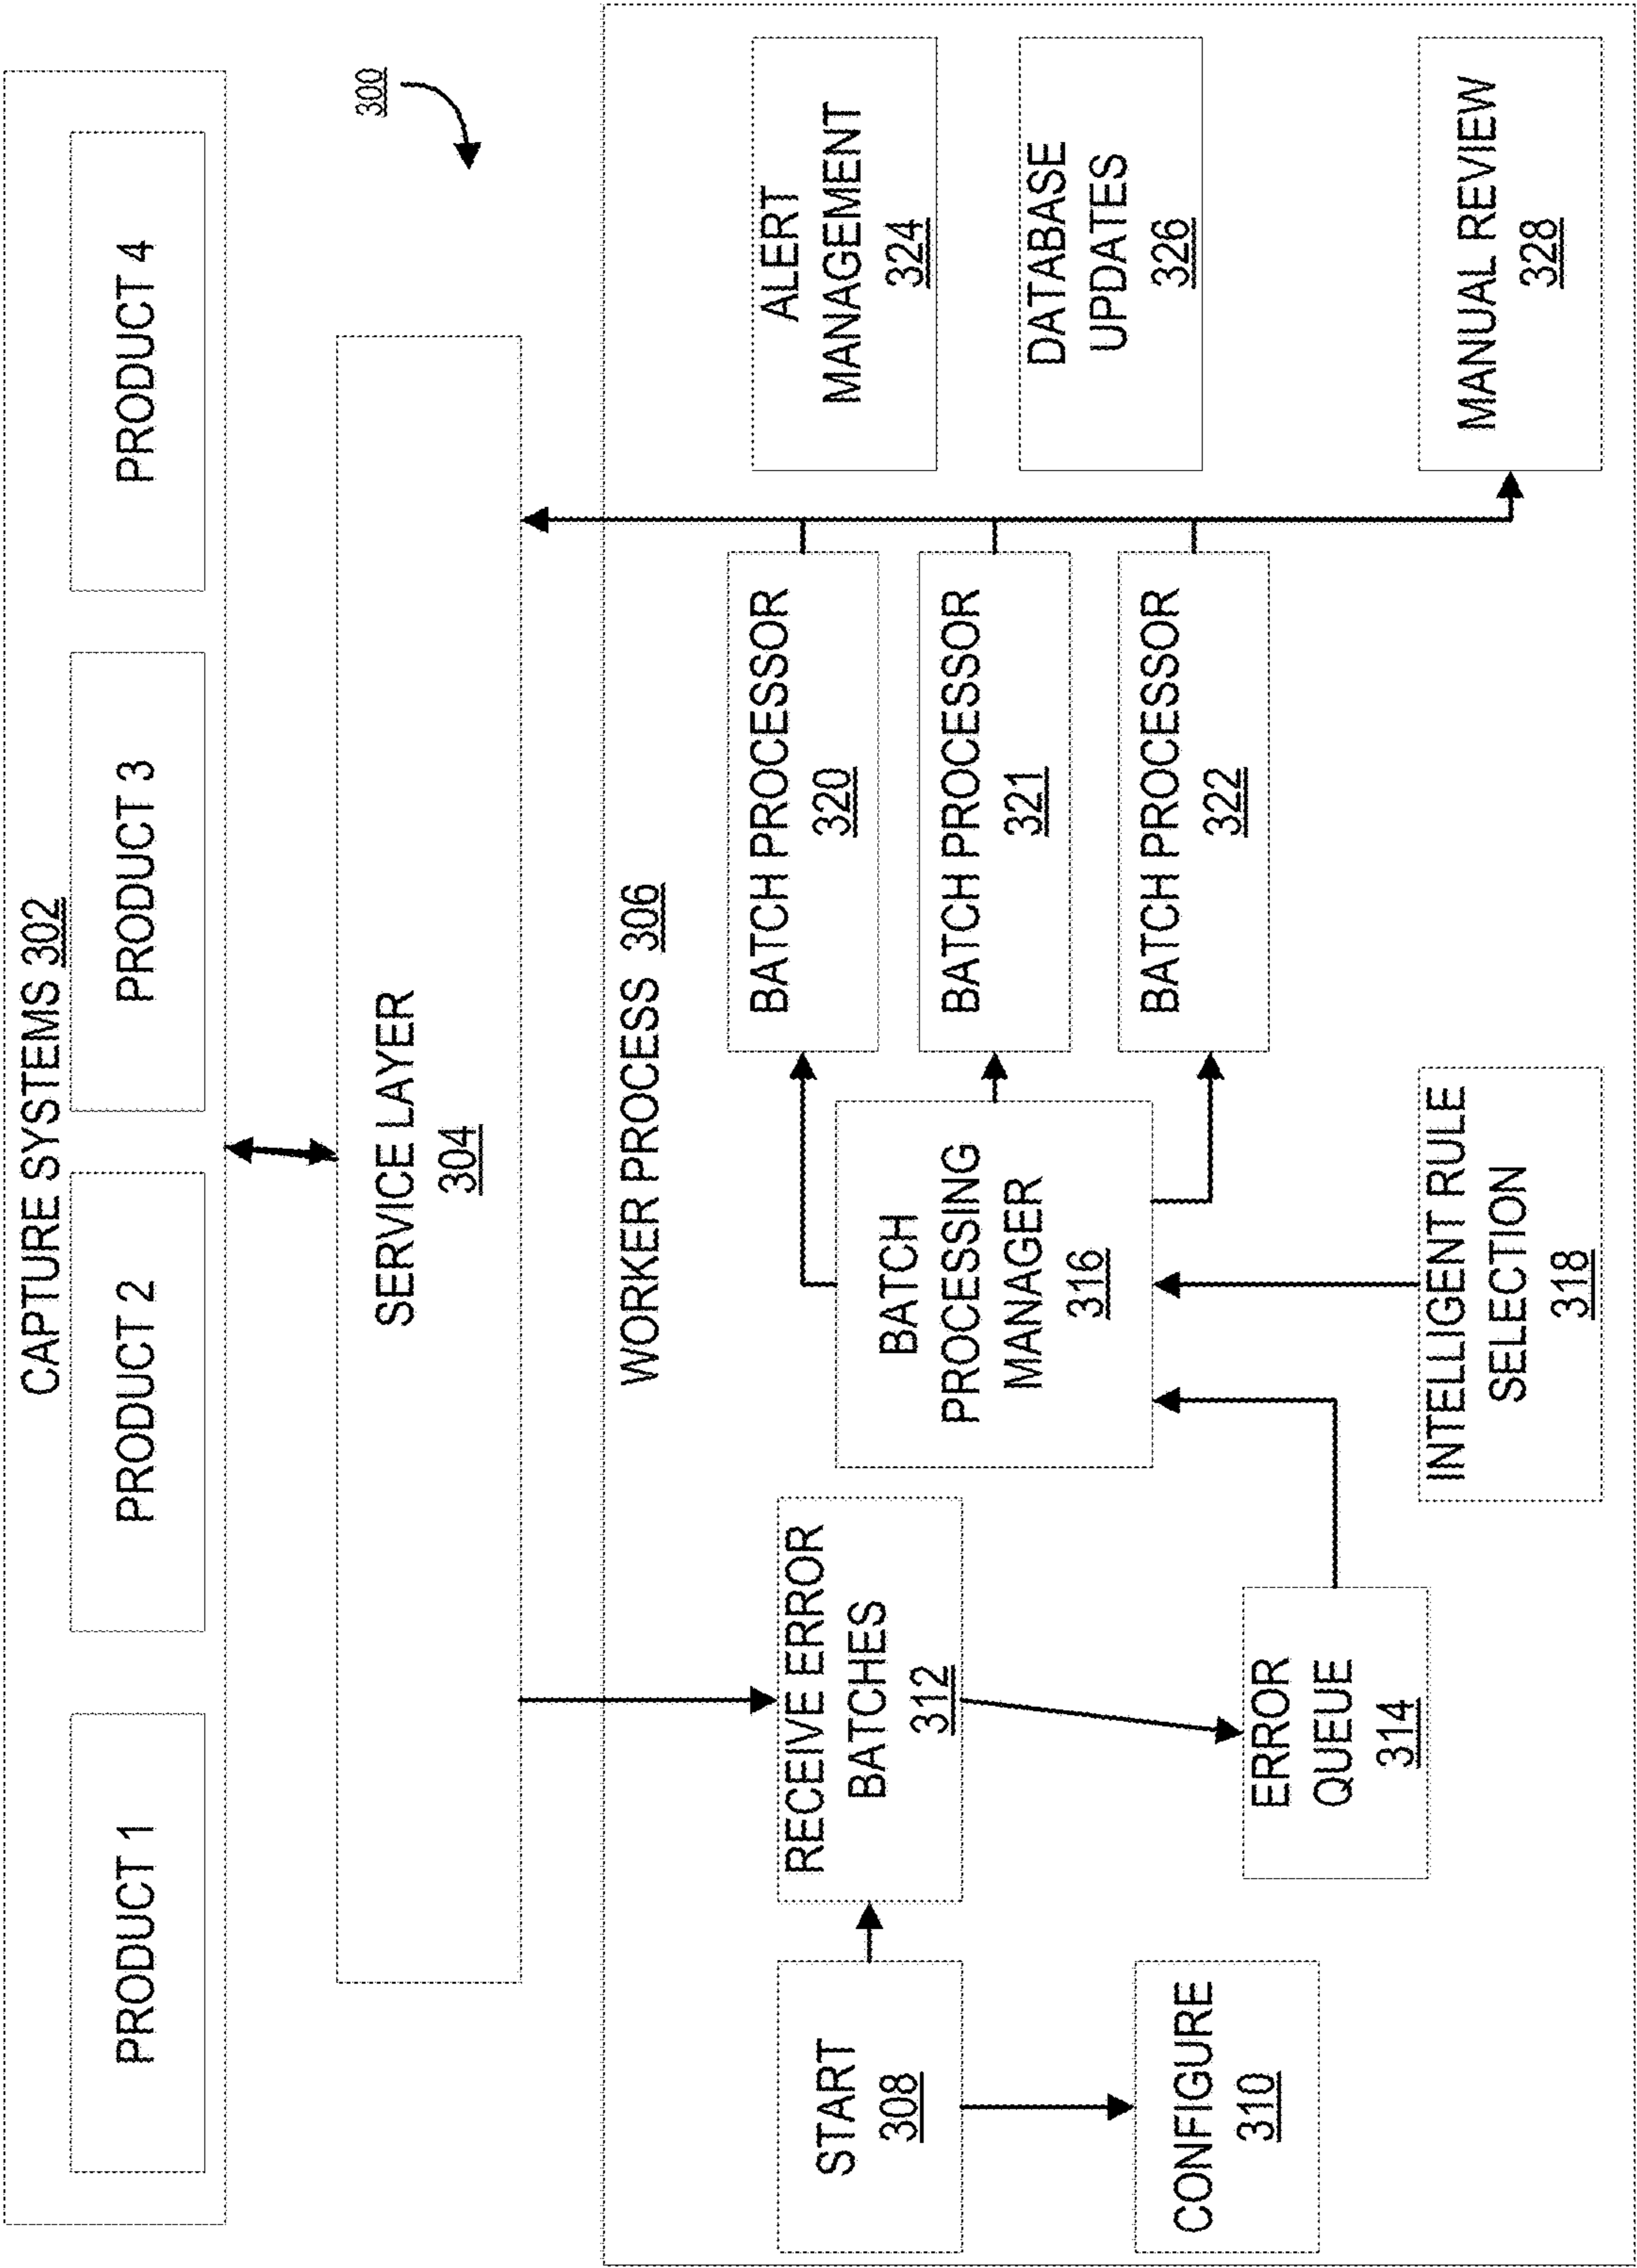 CAPTURE SYSTEMS 302
PRODUCT 1
PRODUCT 2
PRODUCT 3
PRODUCT 4
300
SERVICE LAYER
304
WORKER PROCESS 306
START
308
CONFIGURE
310
RECEIVE ERROR
BATCHES
312
ERROR
QUEUE
314
BATCH
PROCESSING
MANAGER
316
INTELLIGENT RULE
SELECTION
318
BATCH PROCESSOR
320
BATCH PROCESSOR
321
BATCH PROCESSOR
322
ALERT
MANAGEMENT
324
DATABASE
UPDATES
326
MANUAL REVIEW
328